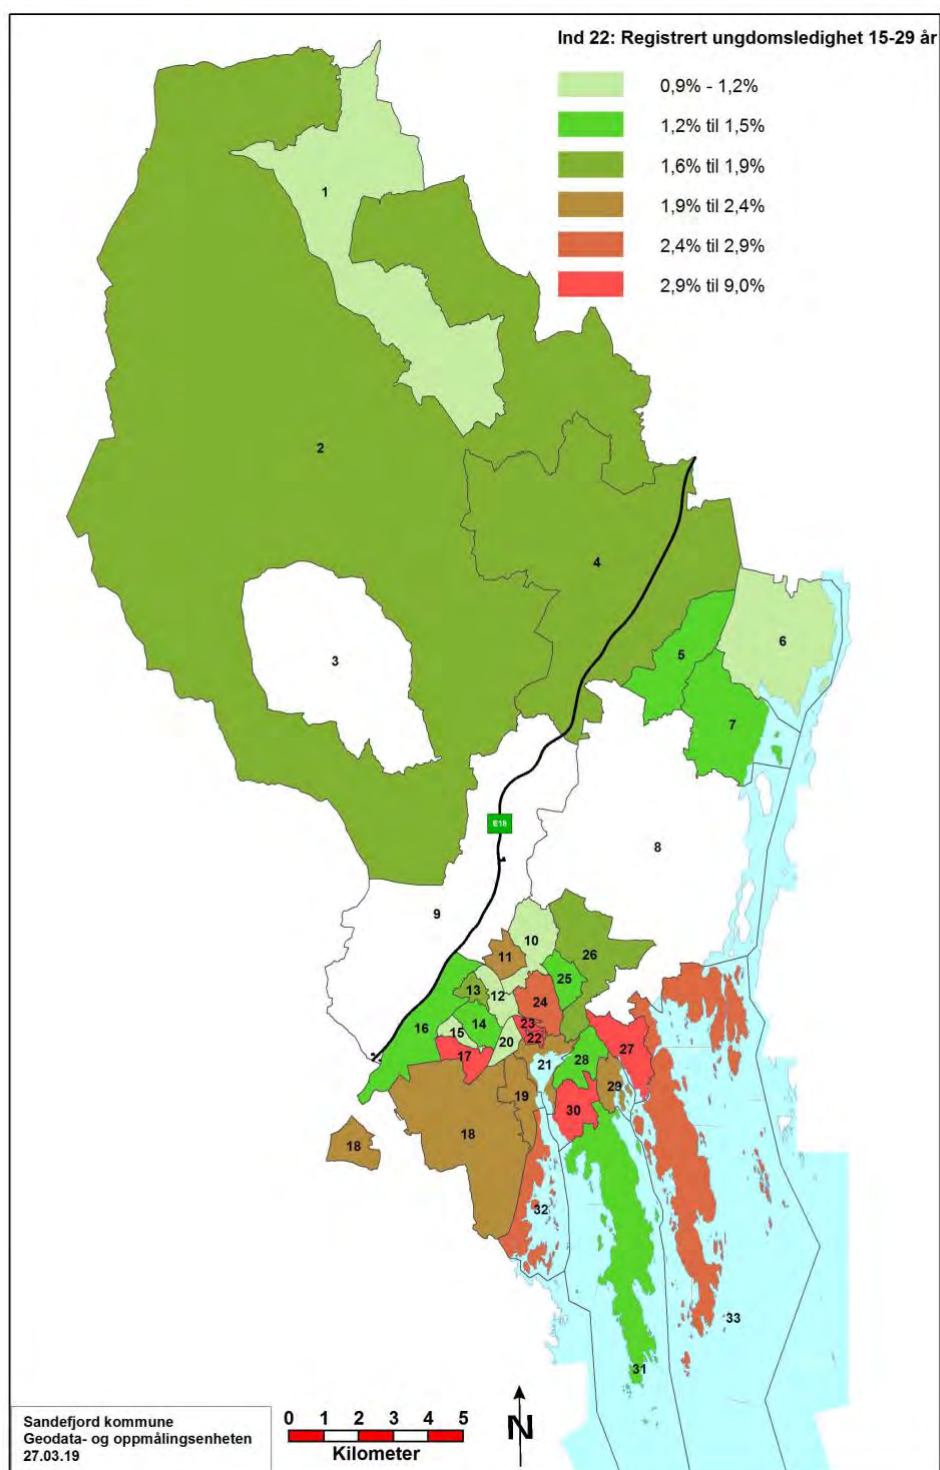 Ind 22: Registrert ungdomsledighet 15-29 år
0,9% - 1,2%
1,2% til 1,5%
1,6% til 1,9%
1,9% til 2,4%
2,4% til 2,9%
2,9% til 9,0%
1
2
3
4
5
6
7
8
9
E18
10
11
26
25
13
12
24
16
14
15
23
22
20
17
27
28
21
29
19
30
18
18
32
33
31
Sandefjord kommune
Geodata- og oppmålingsenheten
27.03.19
0 1 2 3 4 5
Kilometer
N